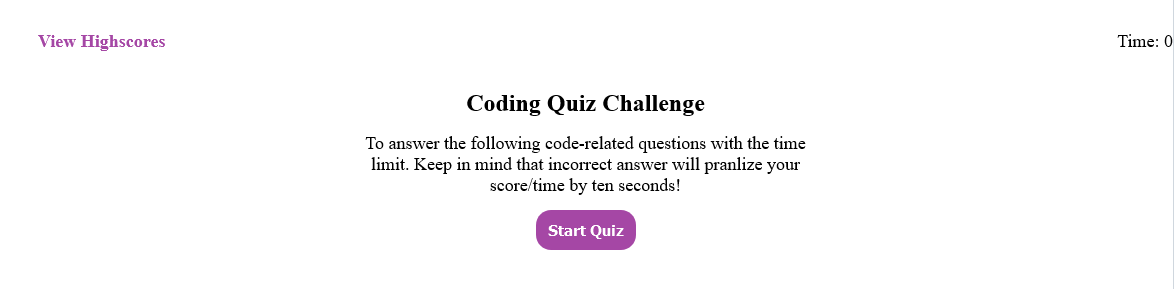 View Highscores
Time: 0
Coding Quiz Challenge
To answer the following code-related questions with the time
limit. Keep in mind that incorrect answer will pranlize your
score/time by ten seconds!
Start Quiz